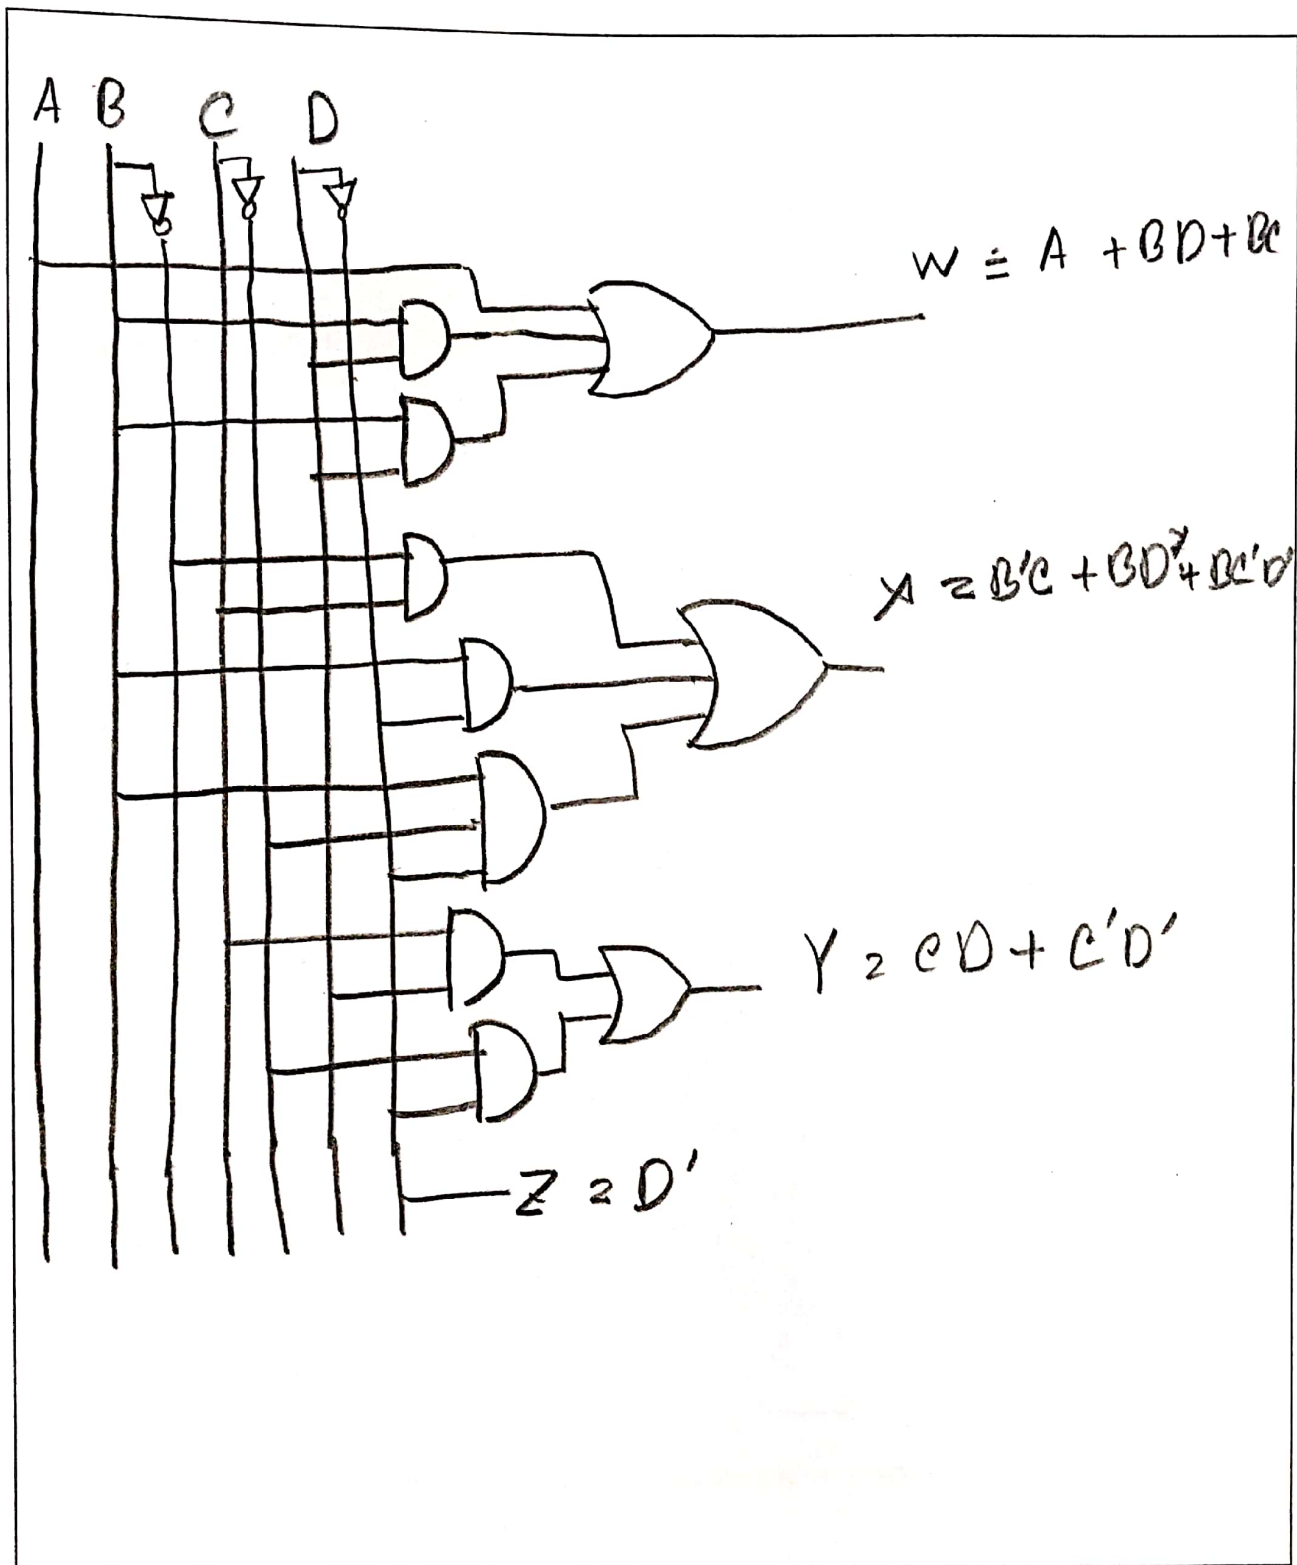 A B C D
W = A + BD + BC
X = B'C + BD' + BC'D'
Y = CD + C'D'
Z = D'